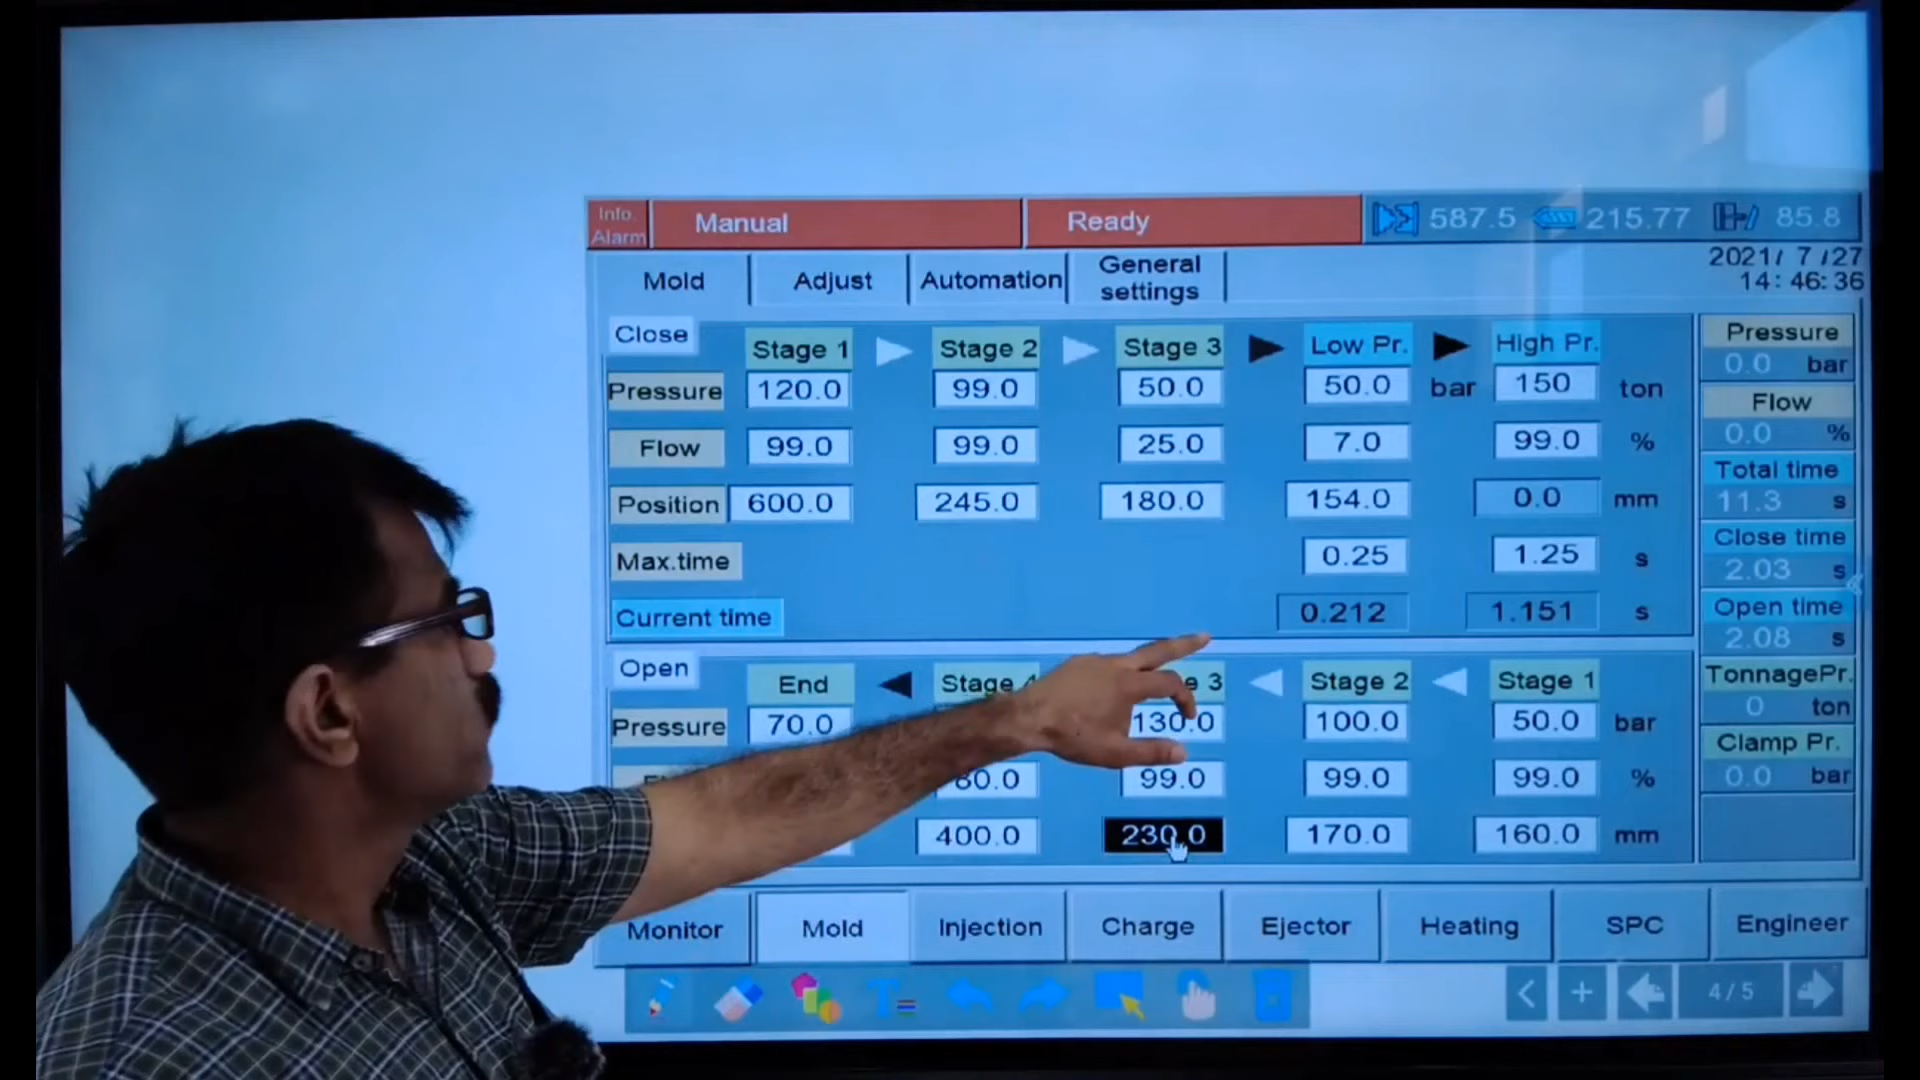 Info. Alarm Manual Ready 587.5 215.77 85.8
2021/ 7 /27
14:46:36
Mold Adjust Automation General settings
Close Stage 1 Stage 2 Stage 3 Low Pr. High Pr.
Pressure 120.0 99.0 50.0 50.0 bar 150 ton
Flow 99.0 99.0 25.0 7.0 99.0 %
Position 600.0 245.0 180.0 154.0 0.0 mm
Max.time 0.25 1.25 s
Current time 0.212 1.151 s
Open End Stage 3 Stage 2 Stage 1
Pressure 70.0 130.0 100.0 50.0 bar
80.0 99.0 99.0 99.0 %
400.0 230.0 170.0 160.0 mm
Pressure
0.0 bar
Flow
0.0 %
Total time
11.3 s
Close time
2.03 s
Open time
2.08 s
TonnagePr.
0 ton
Clamp Pr.
0.0 bar
Monitor Mold Injection Charge Ejector Heating SPC Engineer
4 / 5